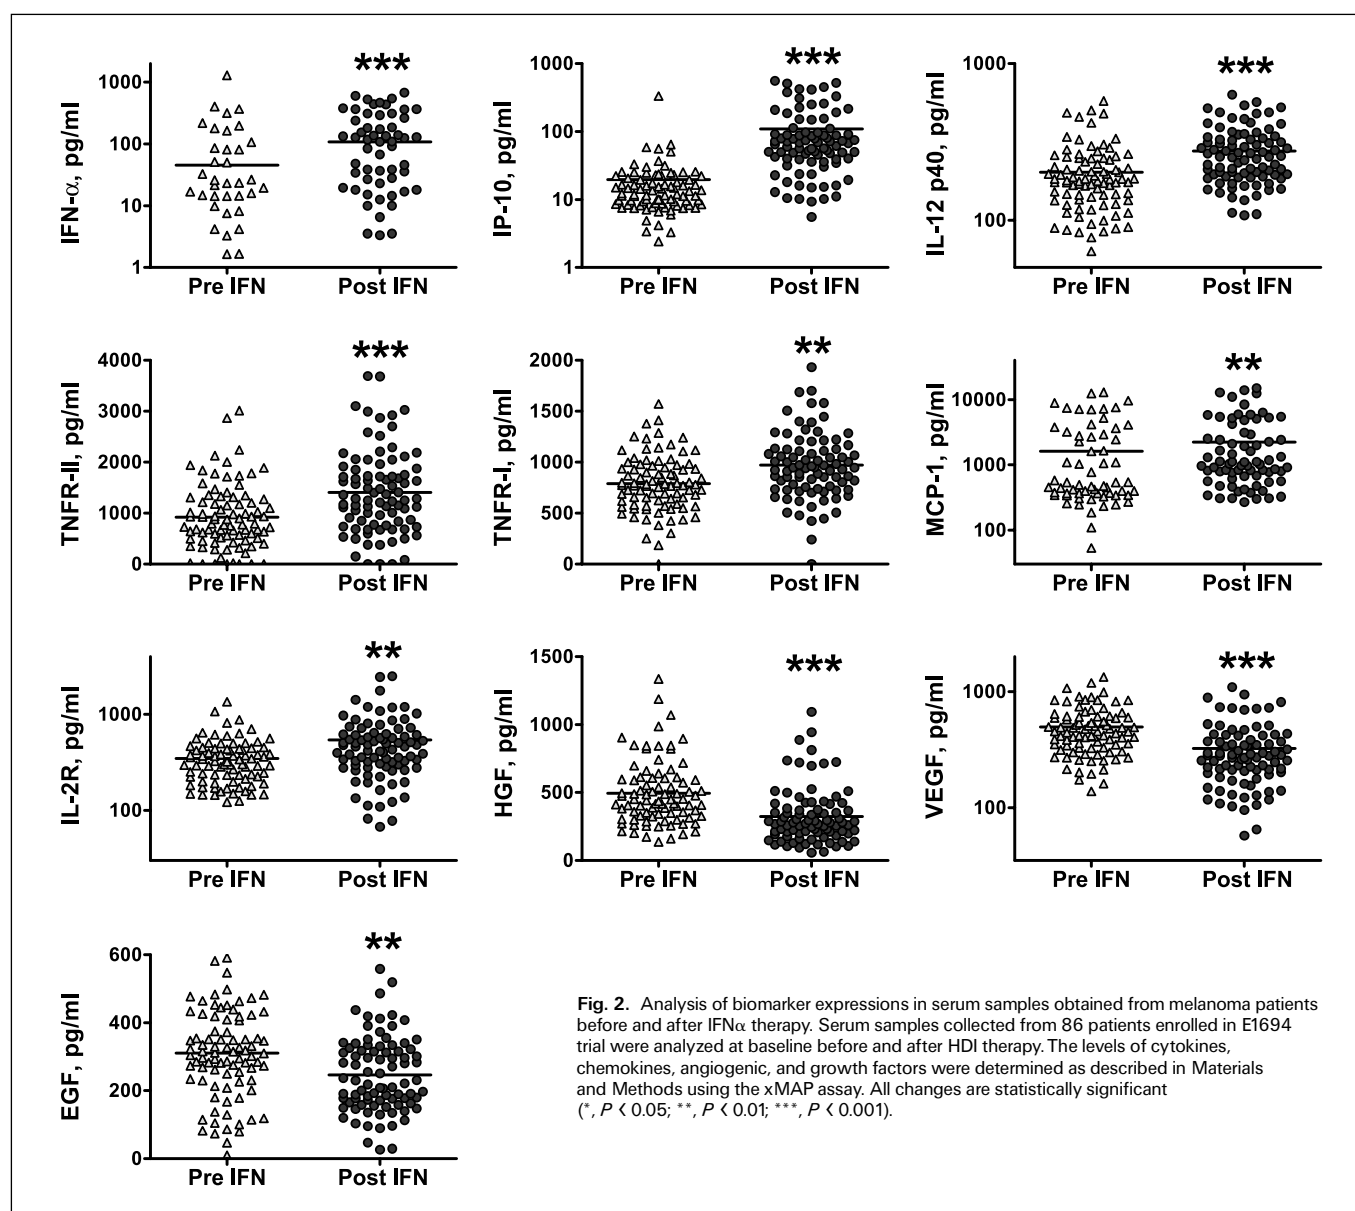 ***
1000
100
10
1
IFN-α, pg/ml
Pre IFN
Post IFN
***
1000
100
10
1
IP-10, pg/ml
Pre IFN
Post IFN
***
1000
100
IL-12 p40, pg/ml
Pre IFN
Post IFN
***
4000
3000
2000
1000
0
TNFR-II, pg/ml
Pre IFN
Post IFN
**
2000
1500
1000
500
0
TNFR-I, pg/ml
Pre IFN
Post IFN
**
10000
1000
100
MCP-1, pg/ml
Pre IFN
Post IFN
**
1000
100
IL-2R, pg/ml
Pre IFN
Post IFN
***
1500
1000
500
0
HGF, pg/ml
Pre IFN
Post IFN
***
1000
100
VEGF, pg/ml
Pre IFN
Post IFN
**
600
400
200
0
EGF, pg/ml
Pre IFN
Post IFN
Fig. 2. Analysis of biomarker expressions in serum samples obtained from melanoma patients
before and after IFNα therapy. Serum samples collected from 86 patients enrolled in E1694
trial were analyzed at baseline before and after HDI therapy. The levels of cytokines,
chemokines, angiogenic, and growth factors were determined as described in Materials
and Methods using the xMAP assay. All changes are statistically significant
(*, P < 0.05; **, P < 0.01; ***, P < 0.001).